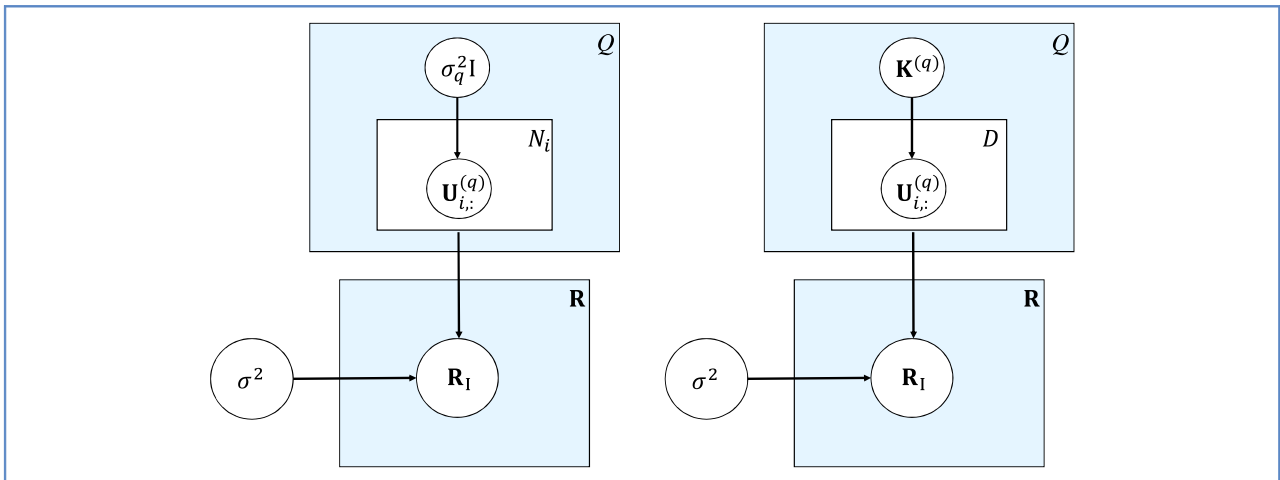 Q
σ_q^2 I
N_i
U_{i,:}^{(q)}
R
σ^2
R_I
Q
K^{(q)}
D
U_{i,:}^{(q)}
R
σ^2
R_I